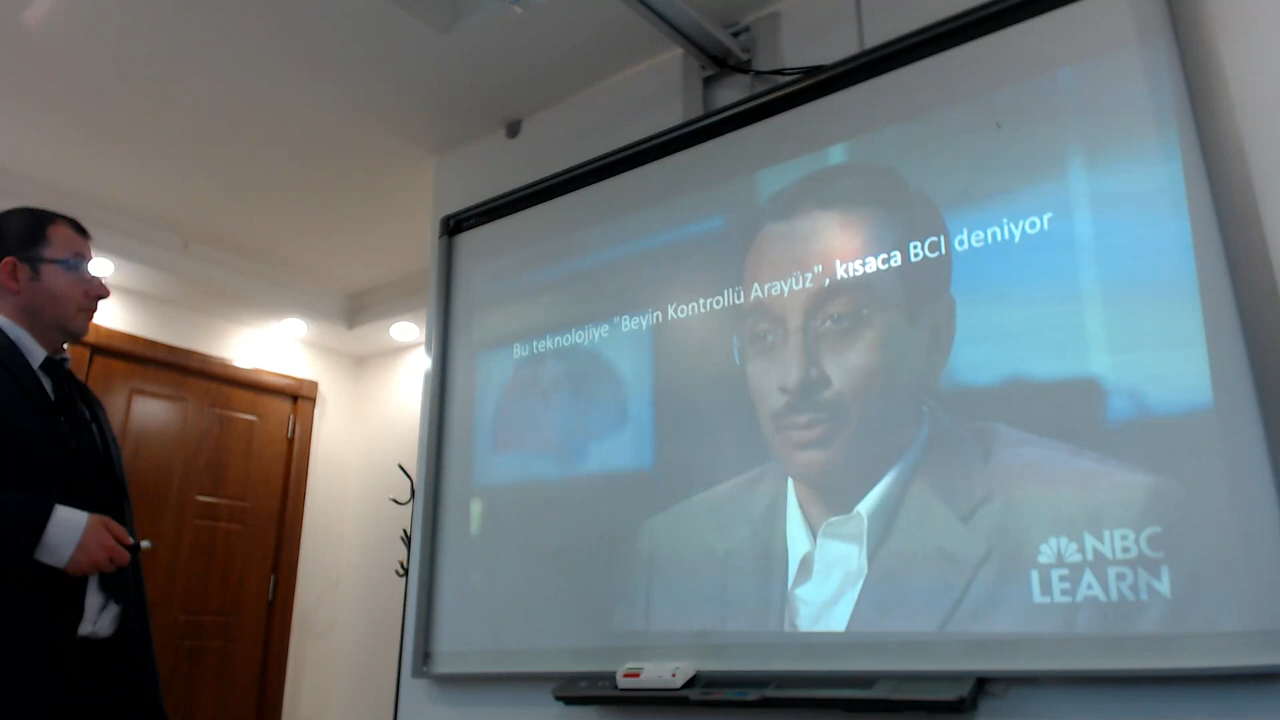 Bu teknolojiye "Beyin Kontrollü Arayüz", kısaca BCI deniyor
NBC
LEARN